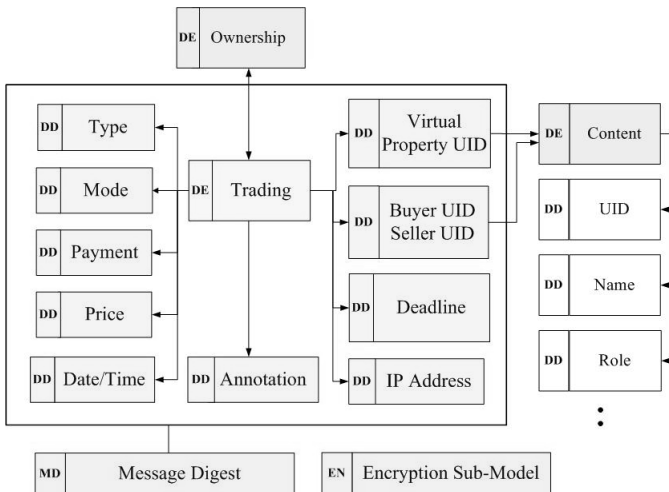 DE Ownership
DD Type
DD Mode
DD Payment
DD Price
DD Date/Time
DE Trading
DD Annotation
DD Virtual
Property UID
DD Buyer UID
Seller UID
DD Deadline
DD IP Address
DE Content
DD UID
DD Name
DD Role
MD Message Digest
EN Encryption Sub-Model